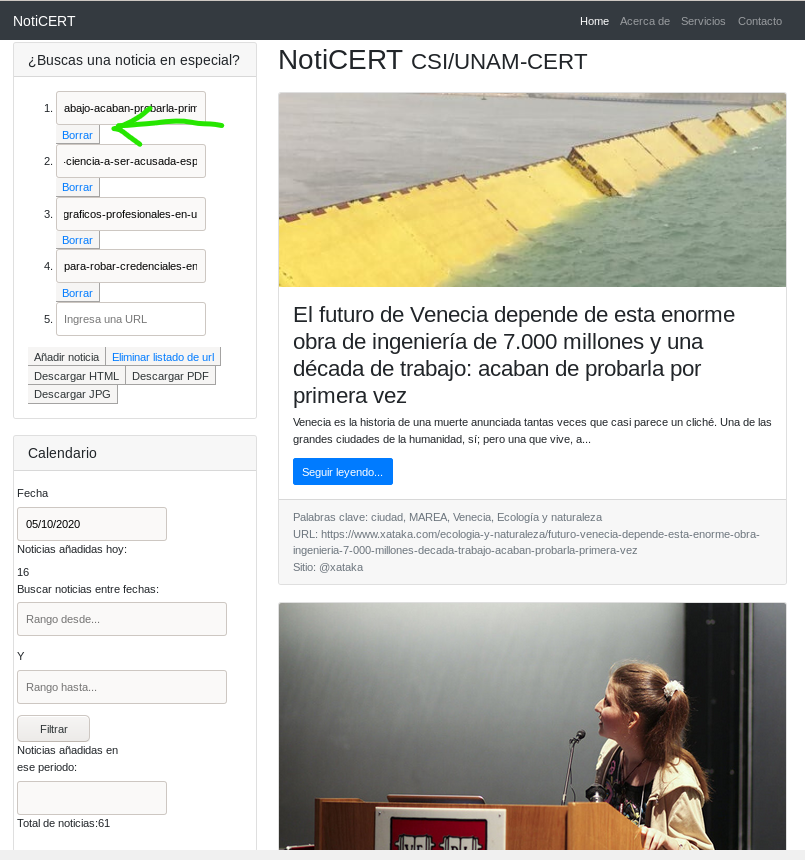 NotiCERT
Home Acerca de Servicios Contacto
¿Buscas una noticia en especial?
1. abajo-acaban-probarla-prim
Borrar
2. -ciencia-a-ser-acusada-esp
Borrar
3. graficos-profesionales-en-u
Borrar
4. para-robar-credenciales-en
Borrar
5. Ingresa una URL
Añadir noticia Eliminar listado de url
Descargar HTML Descargar PDF
Descargar JPG
Calendario
Fecha
05/10/2020
Noticias añadidas hoy:
16
Buscar noticias entre fechas:
Rango desde...
Y
Rango hasta...
Filtrar
Noticias añadidas en
ese periodo:
Total de noticias:61
NotiCERT CSI/UNAM-CERT
El futuro de Venecia depende de esta enorme
obra de ingeniería de 7.000 millones y una
década de trabajo: acaban de probarla por
primera vez
Venecia es la historia de una muerte anunciada tantas veces que casi parece un cliché. Una de las
grandes ciudades de la humanidad, sí; pero una que vive, a...
Seguir leyendo...
Palabras clave: ciudad, MAREA, Venecia, Ecología y naturaleza
URL: https://www.xataka.com/ecologia-y-naturaleza/futuro-venecia-depende-esta-enorme-obra-
ingenieria-7-000-millones-decada-trabajo-acaban-probarla-primera-vez
Sitio: @xataka